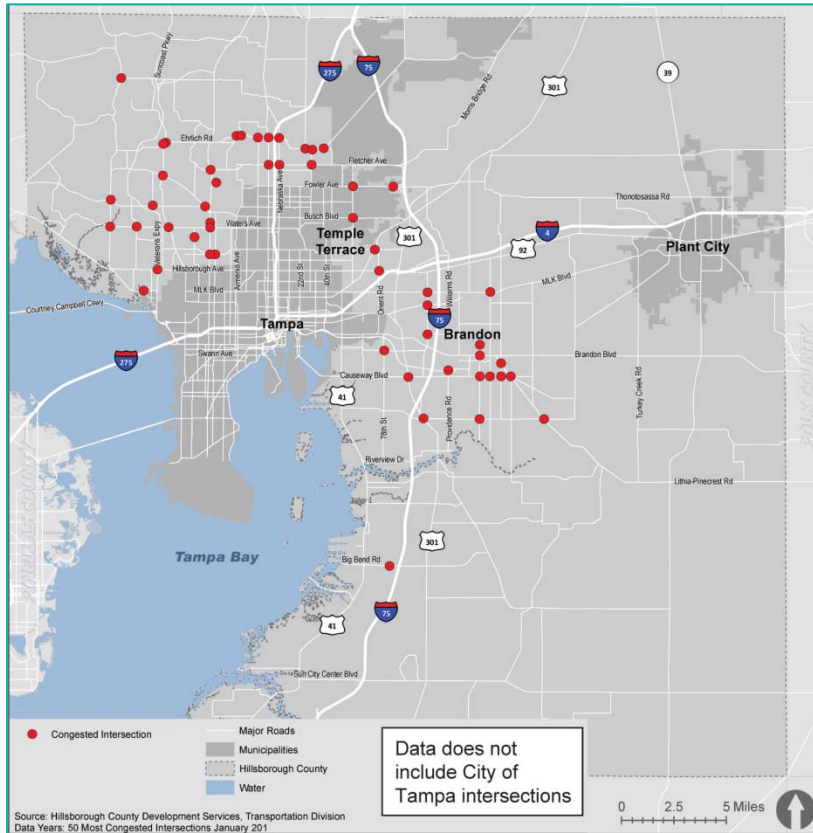 Suncoast Pkwy
275
75
Morris Bridge Rd
301
39
Ehrlich Rd
Fletcher Ave
Nebraska Ave
Fowler Ave
Thonotosassa Rd
Busch Blvd
Waters Ave
Veterans Expy
Temple
Terrace
301
4
92
Plant City
Armenia Ave
22nd St
40th St
Hillsborough Ave
MLK Blvd
Orient Rd
Williams Rd
MLK Blvd
Courtney Campbell Cswy
Tampa
75
Brandon
275
Swann Ave
Brandon Blvd
Causeway Blvd
41
78th St
Providence Rd
Turkey Creek Rd
POLK COUNTY
Riverview Dr
Lithia-Pinecrest Rd
PINELLAS COUNTY
301
Tampa Bay
Big Bend Rd
75
41
Sun City Center Blvd
Congested Intersection
Major Roads
Municipalities
Hillsborough County
Water
Data does not
include City of
Tampa intersections
Source: Hillsborough County Development Services, Transportation Division
Data Years: 50 Most Congested Intersections January 201
0 2.5 5 Miles